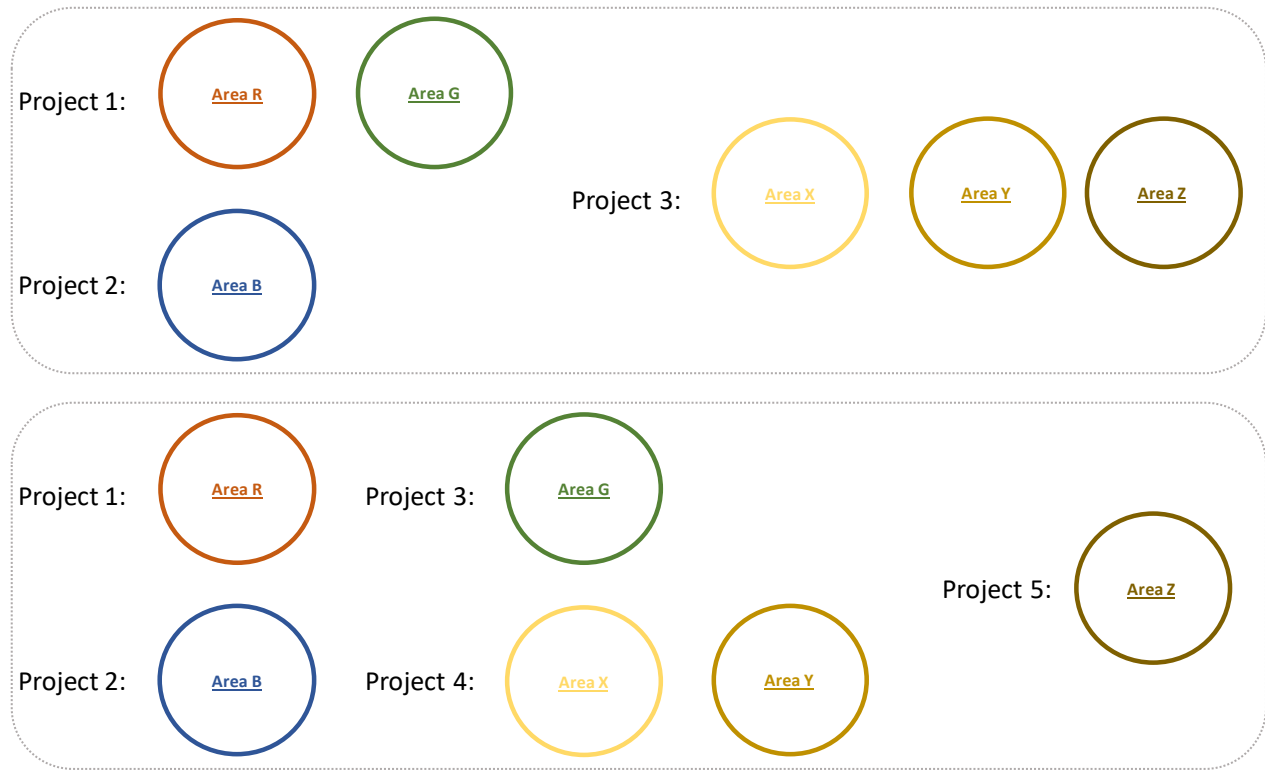 Project 1:
Area R
Area G
Project 3:
Area X
Area Y
Area Z
Project 2:
Area B
Project 1:
Area R
Project 3:
Area G
Project 5:
Area Z
Project 2:
Area B
Project 4:
Area X
Area Y